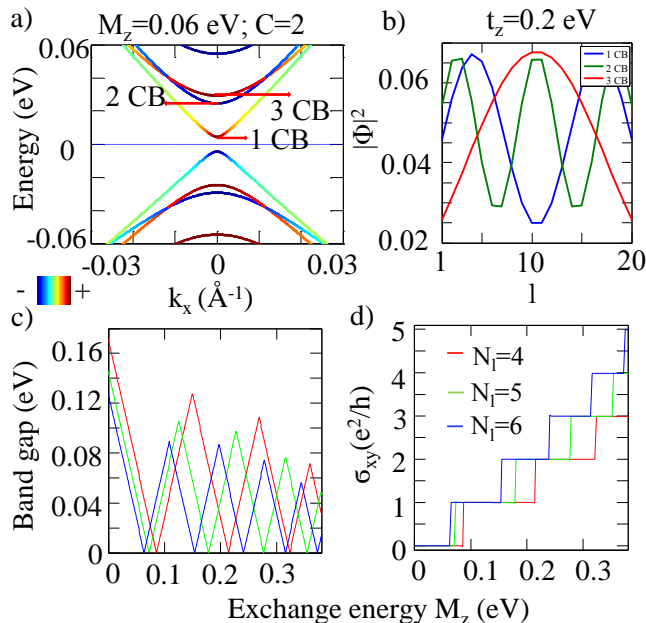 a)
M_z=0.06 eV; C=2
0.06
0
-0.06
Energy (eV)
2 CB
3 CB
1 CB
-0.03
0
0.03
k_x (Å⁻¹)
- +
b)
t_z=0.2 eV
1 CB
2 CB
3 CB
0.06
0.04
0.02
|Φ|²
1
10
20
l
c)
0.16
0.12
0.08
0.04
0
Band gap (eV)
0
0.1
0.2
0.3
d)
5
4
3
2
1
0
σ_xy(e²/h)
N_l=4
N_l=5
N_l=6
0
0.1
0.2
0.3
Exchange energy M_z (eV)